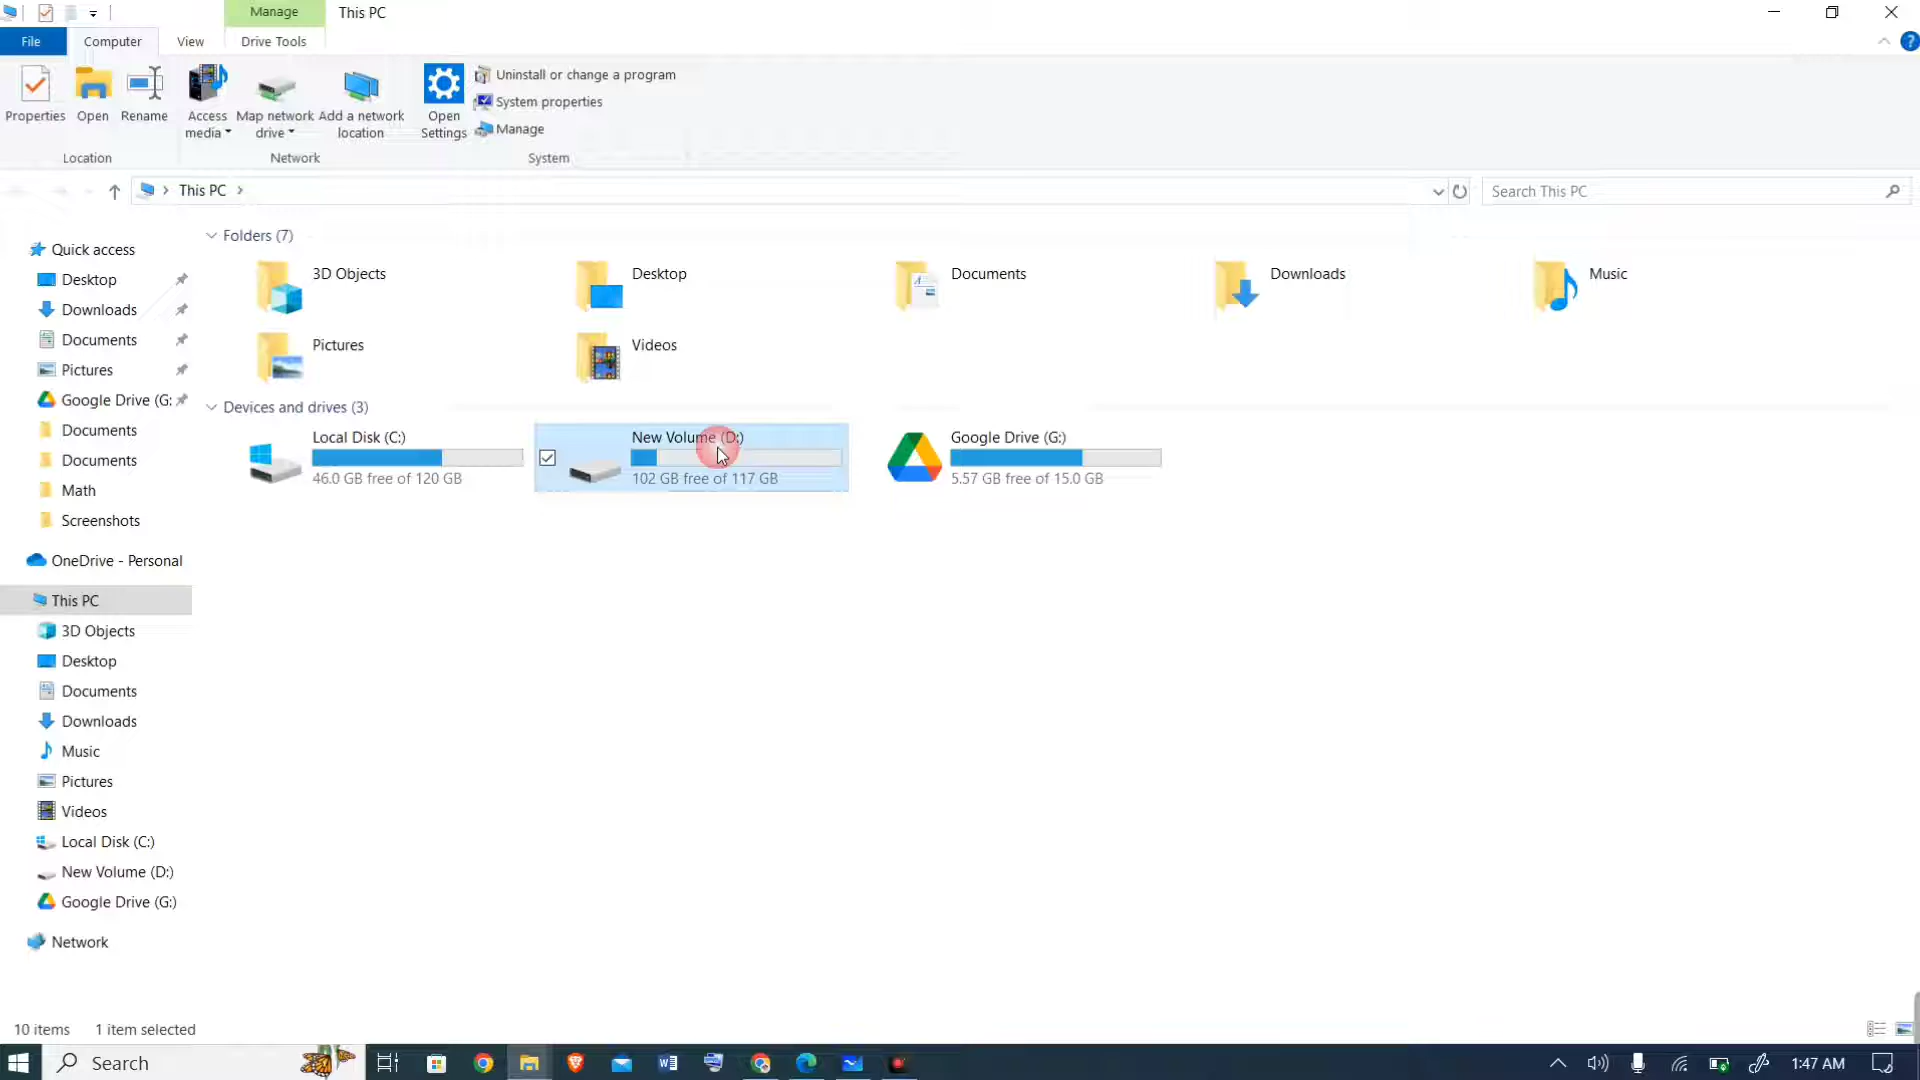 Manage
This PC
File
Computer
View
Drive Tools
Properties
Open
Rename
Access media
Map network drive
Add a network location
Open Settings
Uninstall or change a program
System properties
Manage
Location
Network
System
This PC
Search This PC
Quick access
Desktop
Downloads
Documents
Pictures
Google Drive (G:
Documents
Documents
Math
Screenshots
OneDrive - Personal
This PC
3D Objects
Desktop
Documents
Downloads
Music
Pictures
Videos
Local Disk (C:)
New Volume (D:)
Google Drive (G:)
Network
Folders (7)
3D Objects
Desktop
Documents
Downloads
Music
Pictures
Videos
Devices and drives (3)
Local Disk (C:)
46.0 GB free of 120 GB
New Volume (D:)
102 GB free of 117 GB
Google Drive (G:)
5.57 GB free of 15.0 GB
10 items
1 item selected
Search
1:47 AM